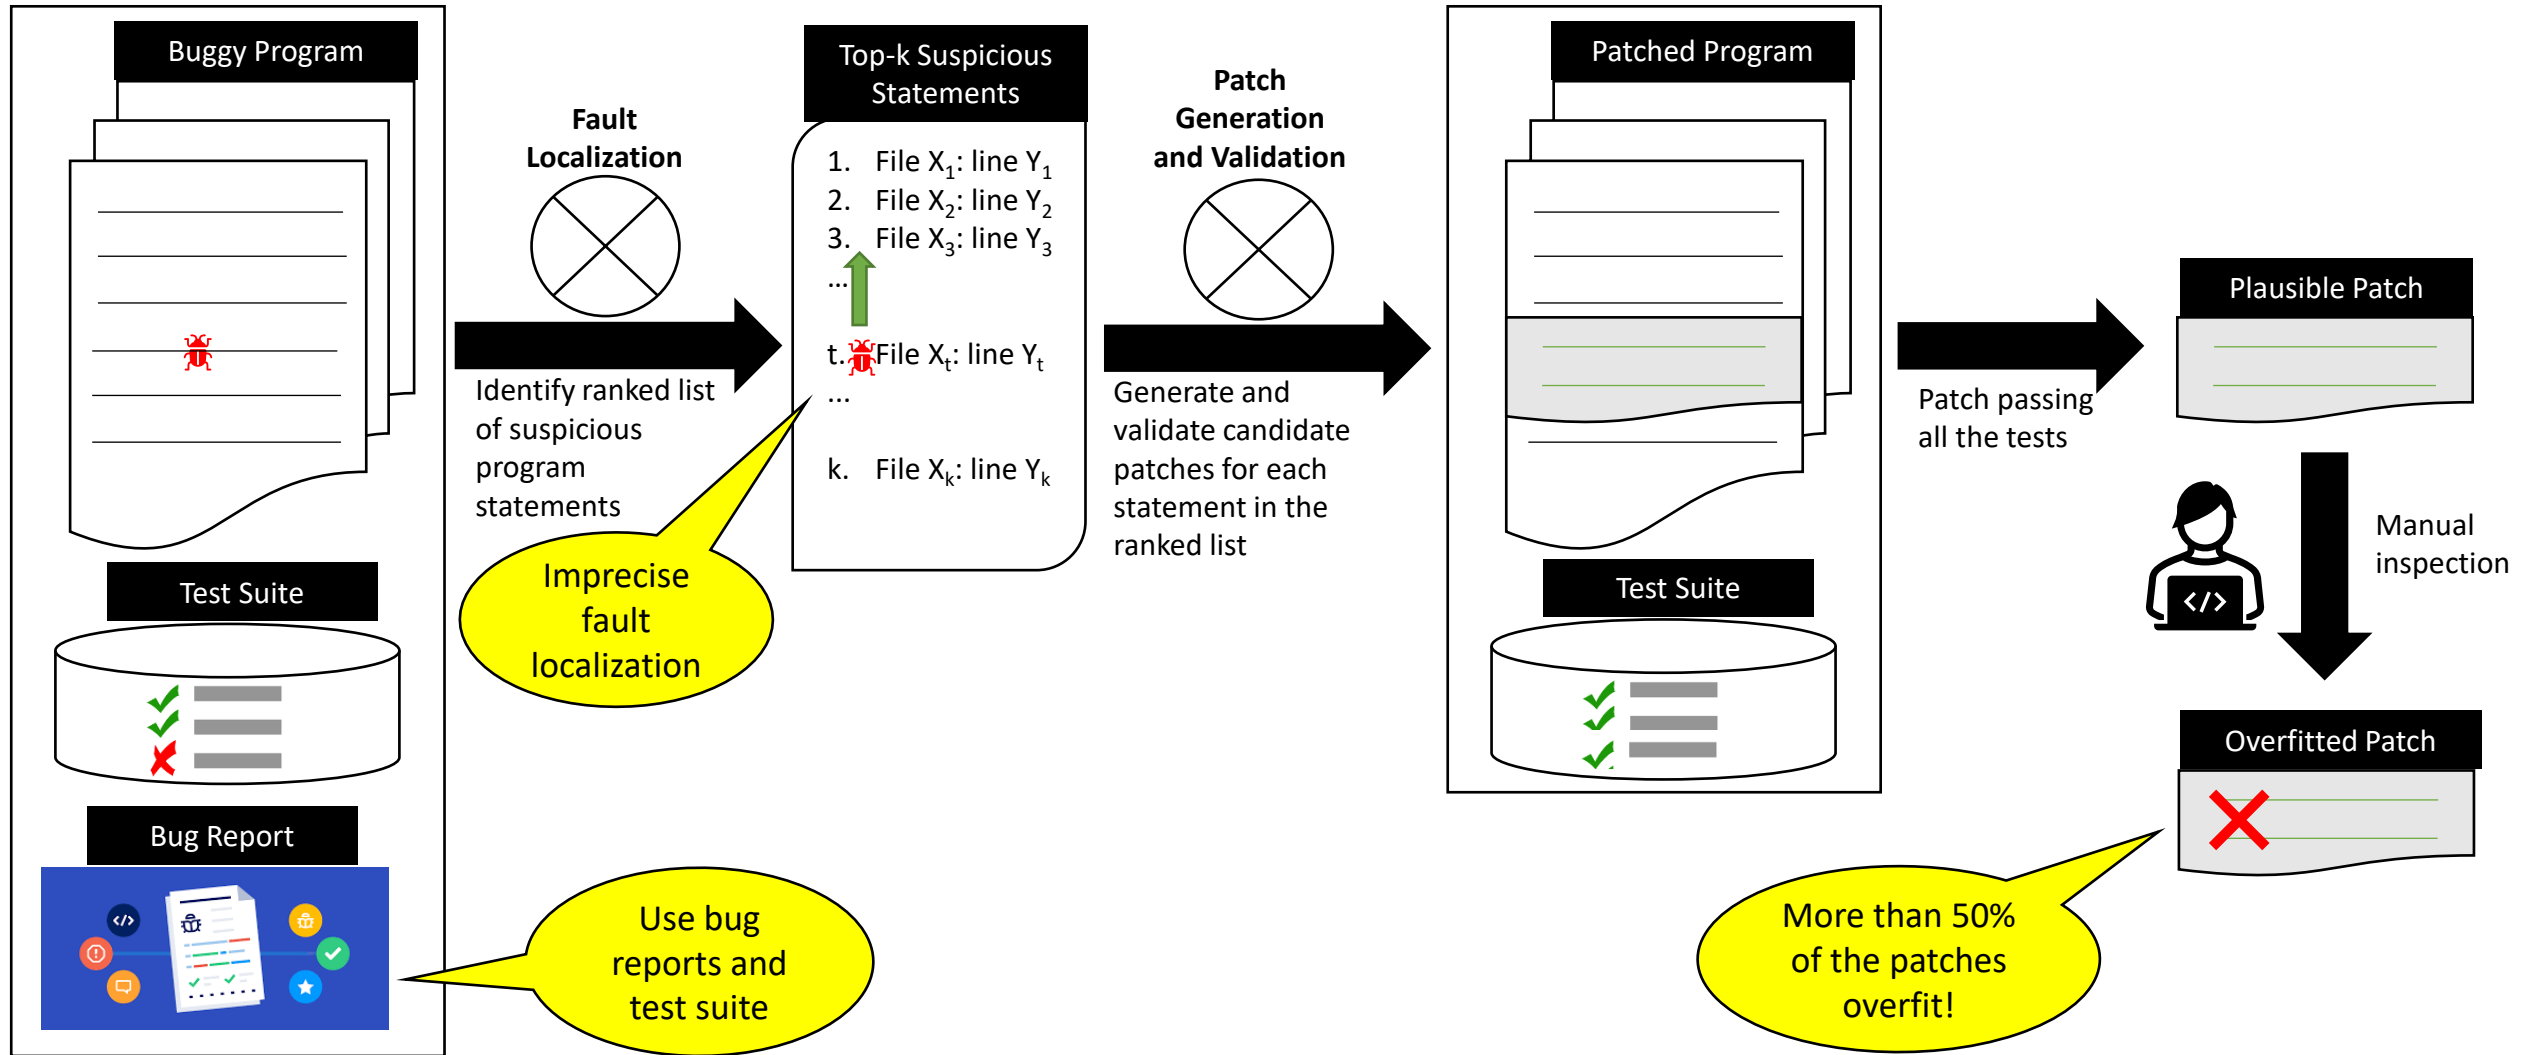 Buggy Program
Test Suite
Bug Report
</>
Fault
Localization
Identify ranked list
of suspicious
program
statements
Imprecise
fault
localization
Use bug
reports and
test suite
Top-k Suspicious
Statements
1. File X₁: line Y₁
2. File X₂: line Y₂
3. File X₃: line Y₃
...
t. File Xₜ: line Yₜ
...
k. File Xₖ: line Yₖ
Patch
Generation
and Validation
Generate and
validate candidate
patches for each
statement in the
ranked list
Patched Program
Test Suite
Patch passing
all the tests
Plausible Patch
</>
Manual
inspection
Overfitted Patch
More than 50%
of the patches
overfit!